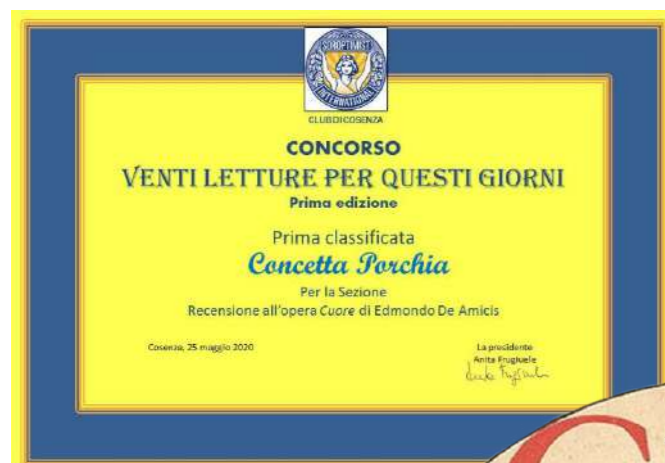 SOROPTIMIST
INTERNATIONAL
CLUB DI COSENZA
CONCORSO
VENTI LETTURE PER QUESTI GIORNI
Prima edizione
Prima classificata
Concetta Porchia
Per la Sezione
Recensione all'opera Cuore di Edmondo De Amicis
Cosenza, 25 maggio 2020
La presidente
Anita Frugiuele